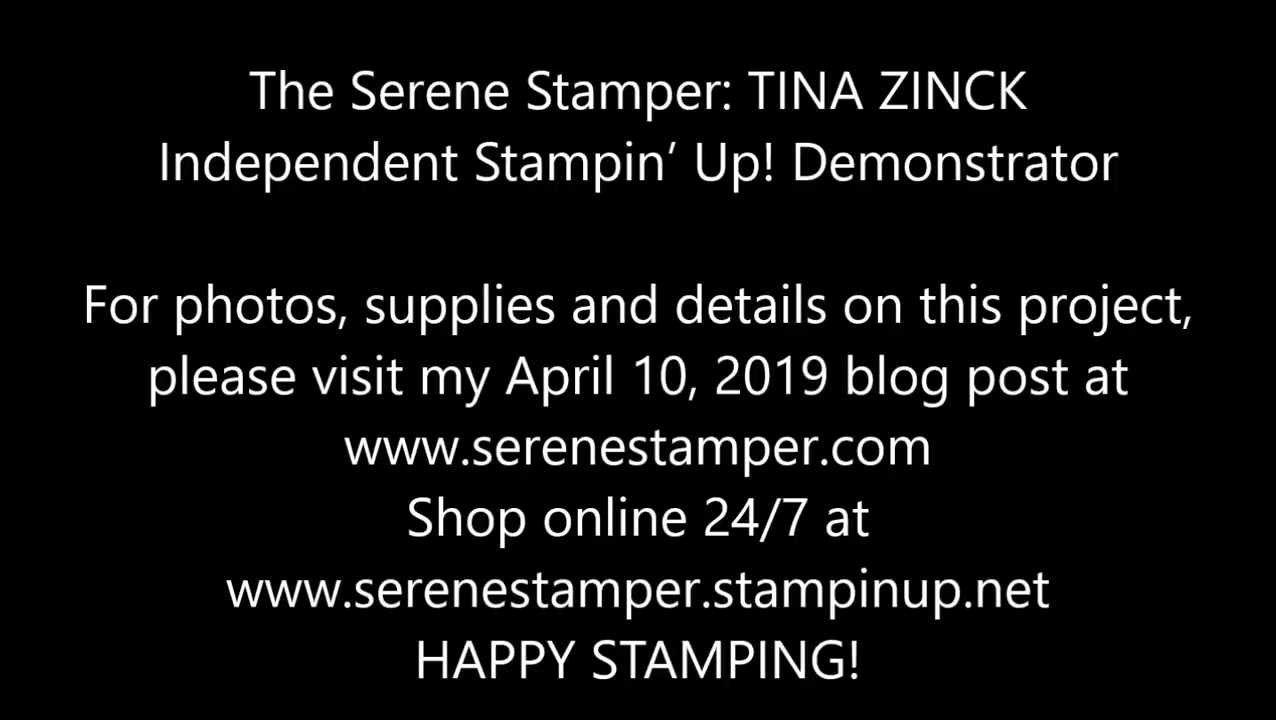 The Serene Stamper: TINA ZINCK
Independent Stampin’ Up! Demonstrator
For photos, supplies and details on this project,
please visit my April 10, 2019 blog post at
www.serenestamper.com
Shop online 24/7 at
www.serenestamper.stampinup.net
HAPPY STAMPING!